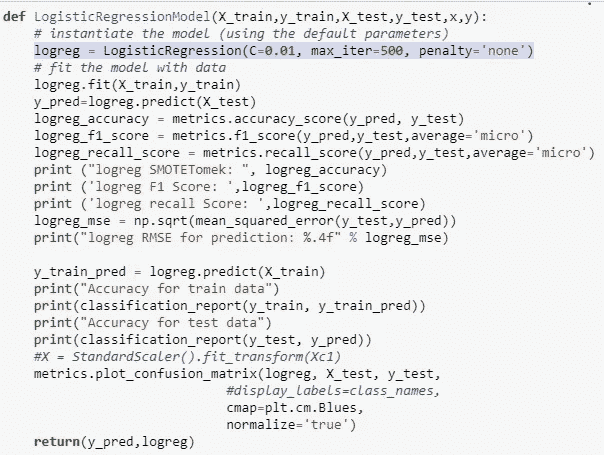 def LogisticRegressionModel(X_train,y_train,X_test,y_test,x,y):
    # instantiate the model (using the default parameters)
    logreg = LogisticRegression(C=0.01, max_iter=500, penalty='none')
    # fit the model with data
    logreg.fit(X_train,y_train)
    y_pred=logreg.predict(X_test)
    logreg_accuracy = metrics.accuracy_score(y_pred, y_test)
    logreg_f1_score = metrics.f1_score(y_pred,y_test,average='micro')
    logreg_recall_score = metrics.recall_score(y_pred,y_test,average='micro')
    print ("logreg SMOTETomek: ", logreg_accuracy)
    print ('logreg F1 Score: ',logreg_f1_score)
    print ('logreg recall Score: ',logreg_recall_score)
    logreg_mse = np.sqrt(mean_squared_error(y_test,y_pred))
    print("logreg RMSE for prediction: %.4f" % logreg_mse)

    y_train_pred = logreg.predict(X_train)
    print("Accuracy for train data")
    print(classification_report(y_train, y_train_pred))
    print("Accuracy for test data")
    print(classification_report(y_test, y_pred))
    #X = StandardScaler().fit_transform(Xc1)
    metrics.plot_confusion_matrix(logreg, X_test, y_test,
                            #display_labels=class_names,
                            cmap=plt.cm.Blues,
                            normalize='true')
    return(y_pred,logreg)